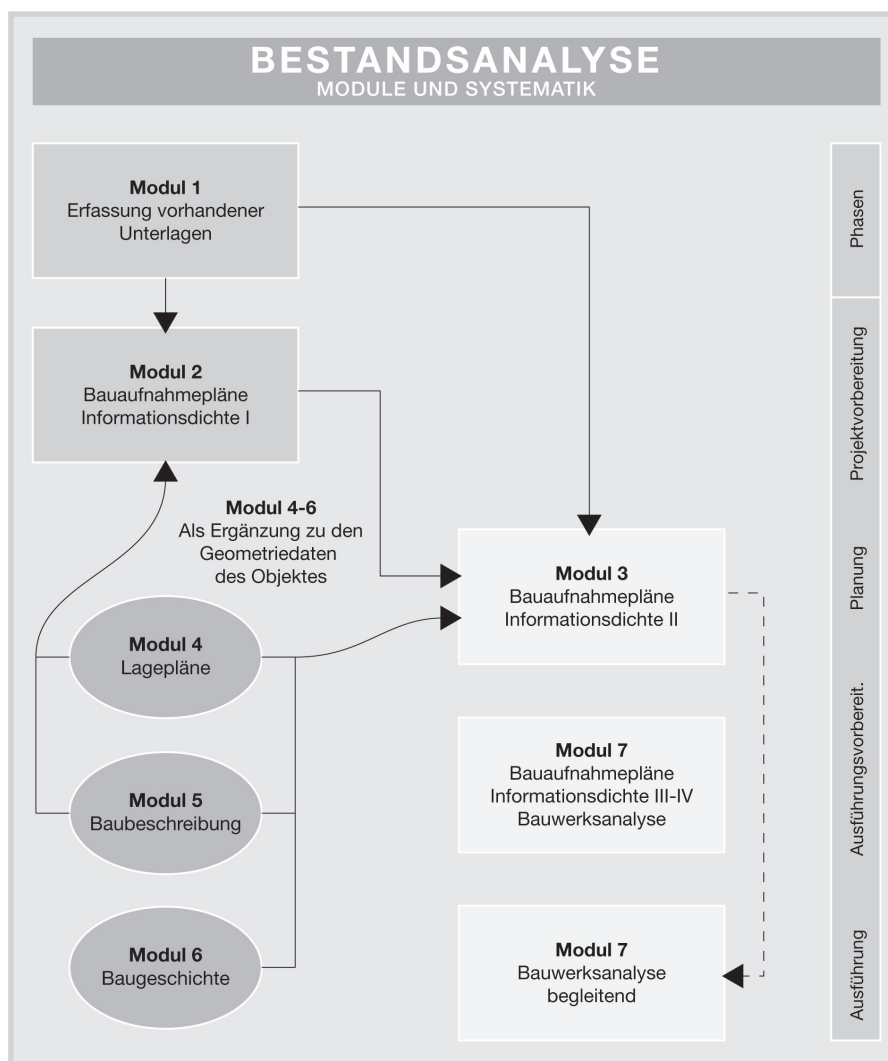 BESTANDSANALYSE
MODULE UND SYSTEMATIK
Modul 1
Erfassung vorhandener
Unterlagen
Modul 2
Bauaufnahmepläne
Informationsdichte I
Modul 4-6
Als Ergänzung zu den
Geometriedaten
des Objektes
Modul 3
Bauaufnahmepläne
Informationsdichte II
Modul 4
Lagepläne
Modul 5
Baubeschreibung
Modul 6
Baugeschichte
Modul 7
Bauaufnahmepläne
Informationsdichte III-IV
Bauwerksanalyse
Modul 7
Bauwerksanalyse
begleitend
Phasen
Projektvorbereitung
Planung
Ausführungsvorbereit.
Ausführung